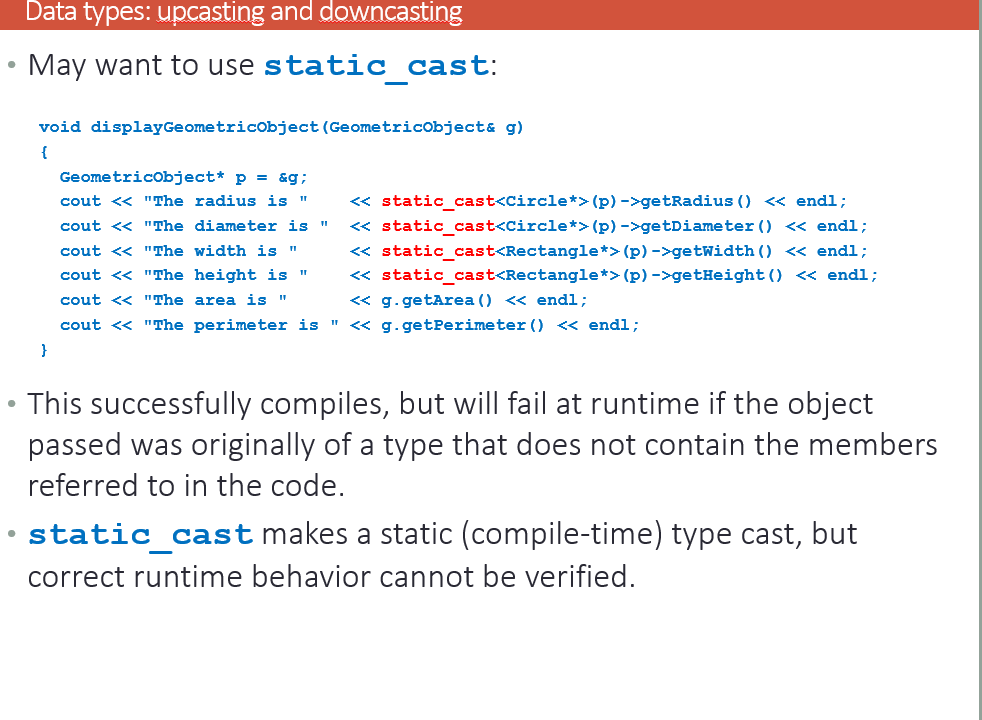 Data types: upcasting and downcasting
• May want to use static_cast:
void displayGeometricObject(GeometricObject& g)
{
  GeometricObject* p = &g;
  cout << "The radius is "    << static_cast<Circle*>(p)->getRadius() << endl;
  cout << "The diameter is "  << static_cast<Circle*>(p)->getDiameter() << endl;
  cout << "The width is "     << static_cast<Rectangle*>(p)->getWidth() << endl;
  cout << "The height is "    << static_cast<Rectangle*>(p)->getHeight() << endl;
  cout << "The area is "      << g.getArea() << endl;
  cout << "The perimeter is " << g.getPerimeter() << endl;
}
• This successfully compiles, but will fail at runtime if the object
passed was originally of a type that does not contain the members
referred to in the code.
• static_cast makes a static (compile-time) type cast, but
correct runtime behavior cannot be verified.